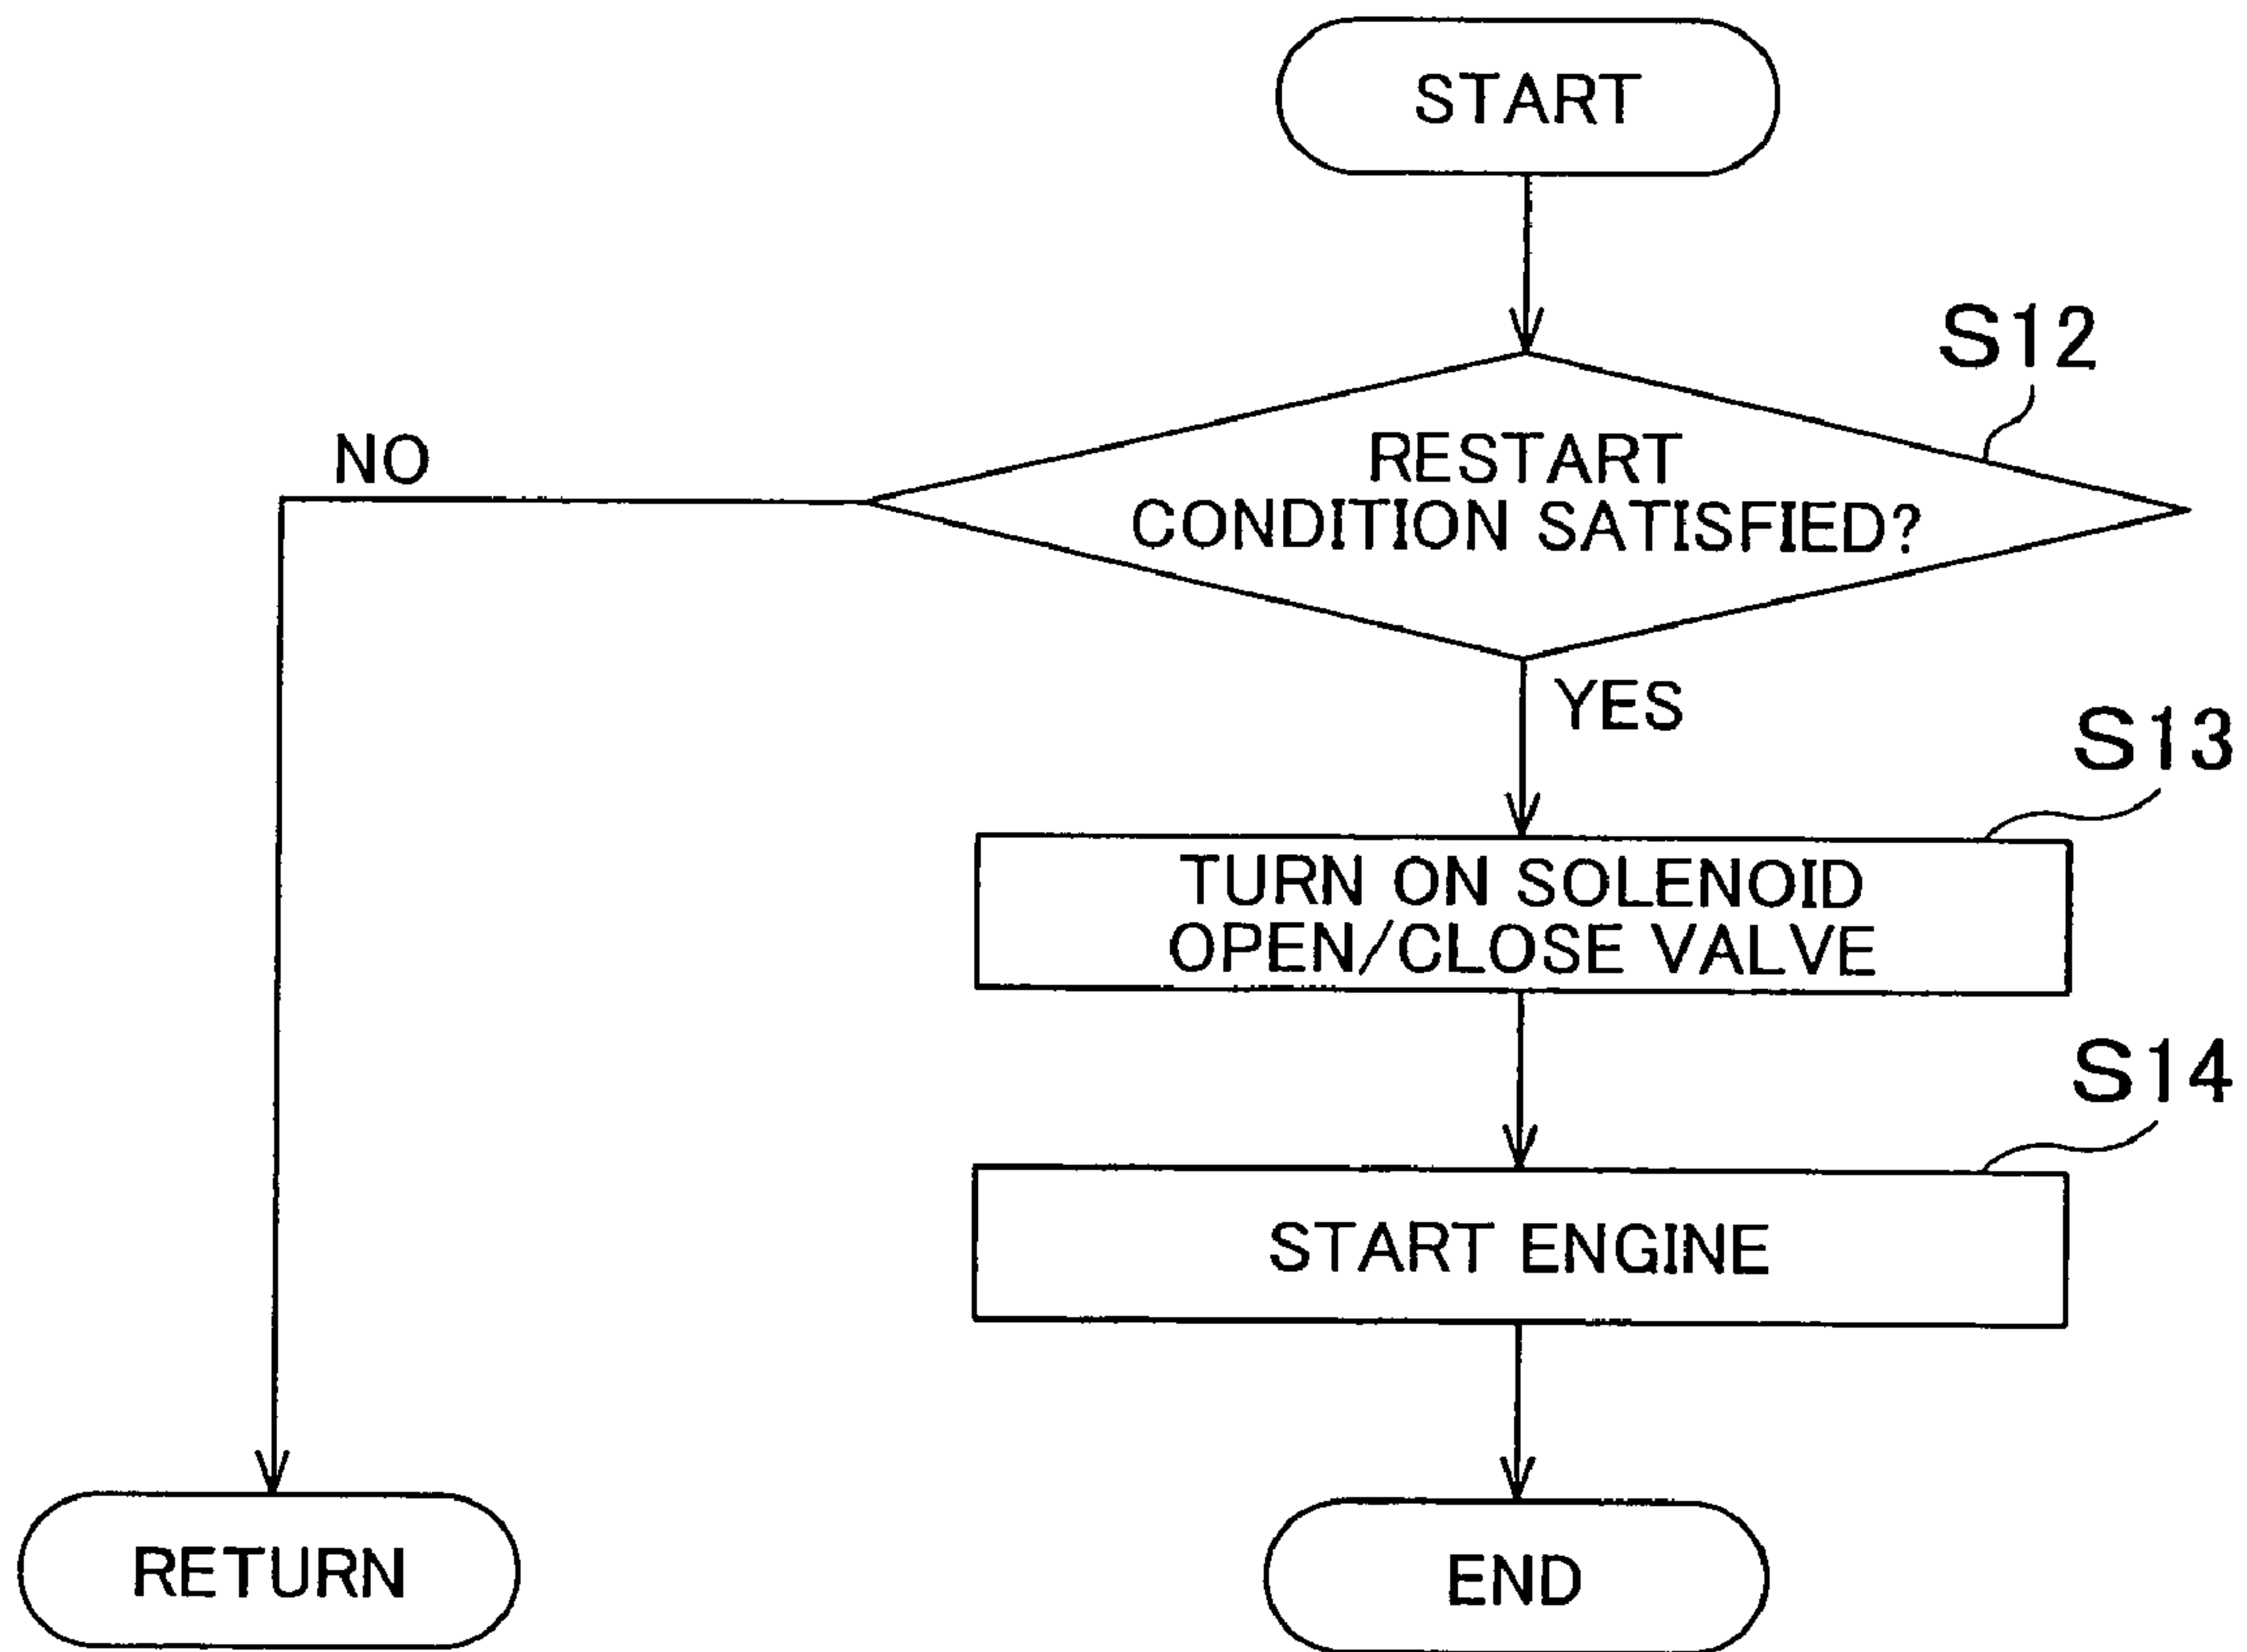 START
S12
NO
RESTART
CONDITION SATISFIED?
YES
S13
TURN ON SOLENOID
OPEN/CLOSE VALVE
S14
START ENGINE
RETURN
END